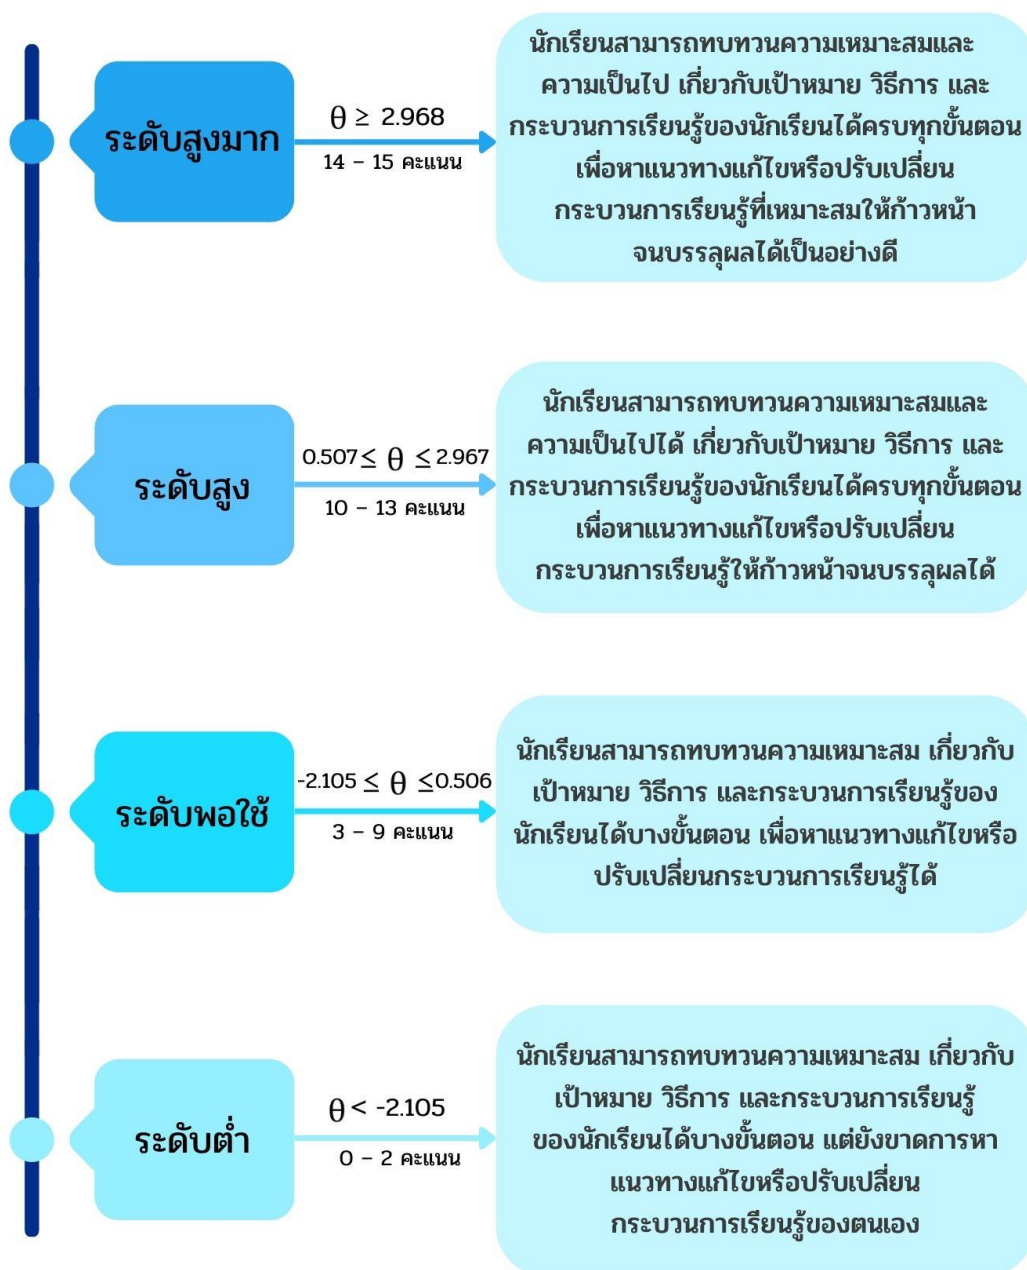 ระดับสูงมาก
θ ≥ 2.968
14 – 15 คะแนน
นักเรียนสามารถทบทวนความเหมาะสมและ
ความเป็นไป เกี่ยวกับเป้าหมาย วิธีการ และ
กระบวนการเรียนรู้ของนักเรียนได้ครบทุกขั้นตอน
เพื่อหาแนวทางแก้ไขหรือปรับเปลี่ยน
กระบวนการเรียนรู้ที่เหมาะสมให้ก้าวหน้า
จนบรรลุผลได้เป็นอย่างดี
ระดับสูง
0.507 ≤ θ ≤ 2.967
10 – 13 คะแนน
นักเรียนสามารถทบทวนความเหมาะสมและ
ความเป็นไปได้ เกี่ยวกับเป้าหมาย วิธีการ และ
กระบวนการเรียนรู้ของนักเรียนได้ครบทุกขั้นตอน
เพื่อหาแนวทางแก้ไขหรือปรับเปลี่ยน
กระบวนการเรียนรู้ให้ก้าวหน้าจนบรรลุผลได้
ระดับพอใช้
-2.105 ≤ θ ≤0.506
3 – 9 คะแนน
นักเรียนสามารถทบทวนความเหมาะสม เกี่ยวกับ
เป้าหมาย วิธีการ และกระบวนการเรียนรู้ของ
นักเรียนได้บางขั้นตอน เพื่อหาแนวทางแก้ไขหรือ
ปรับเปลี่ยนกระบวนการเรียนรู้ได้
ระดับต่ำ
θ < -2.105
0 – 2 คะแนน
นักเรียนสามารถทบทวนความเหมาะสม เกี่ยวกับ
เป้าหมาย วิธีการ และกระบวนการเรียนรู้
ของนักเรียนได้บางขั้นตอน แต่ยังขาดการหา
แนวทางแก้ไขหรือปรับเปลี่ยน
กระบวนการเรียนรู้ของตนเอง